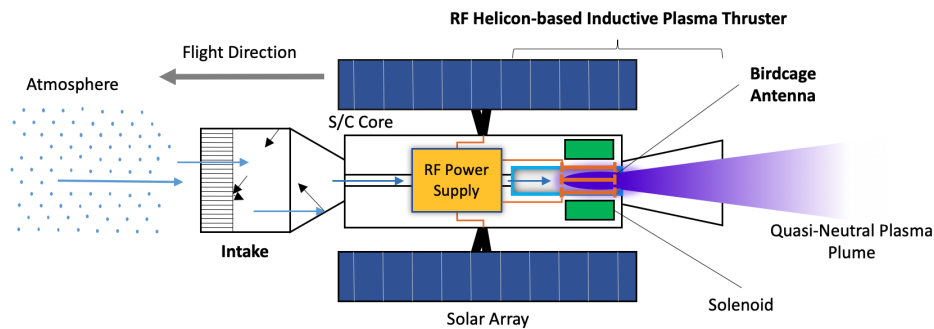 RF Helicon-based Inductive Plasma Thruster
Flight Direction
Atmosphere
Birdcage
Antenna
S/C Core
RF Power
Supply
Intake
Quasi-Neutral Plasma
Plume
Solenoid
Solar Array